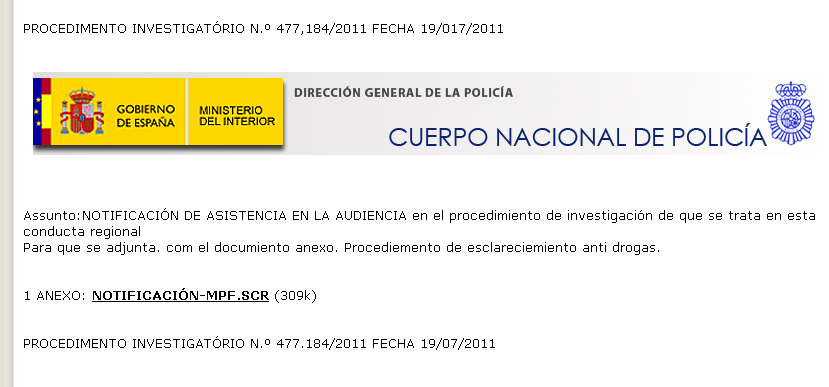 PROCEDIMENTO INVESTIGATÓRIO N.º 477,184/2011 FECHA 19/017/2011
GOBIERNO
DE ESPAÑA
MINISTERIO
DEL INTERIOR
DIRECCIÓN GENERAL DE LA POLICÍA
CUERPO NACIONAL DE POLICÍA
Assunto:NOTIFICACIÓN DE ASISTENCIA EN LA AUDIENCIA en el procedimiento de investigación de que se trata en esta
conducta regional
Para que se adjunta. com el documiento anexo. Procediemento de esclareciemiento anti drogas.
1 ANEXO: NOTIFICACIÓN-MPF.SCR (309k)
PROCEDIMENTO INVESTIGATÓRIO N.º 477.184/2011 FECHA 19/07/2011